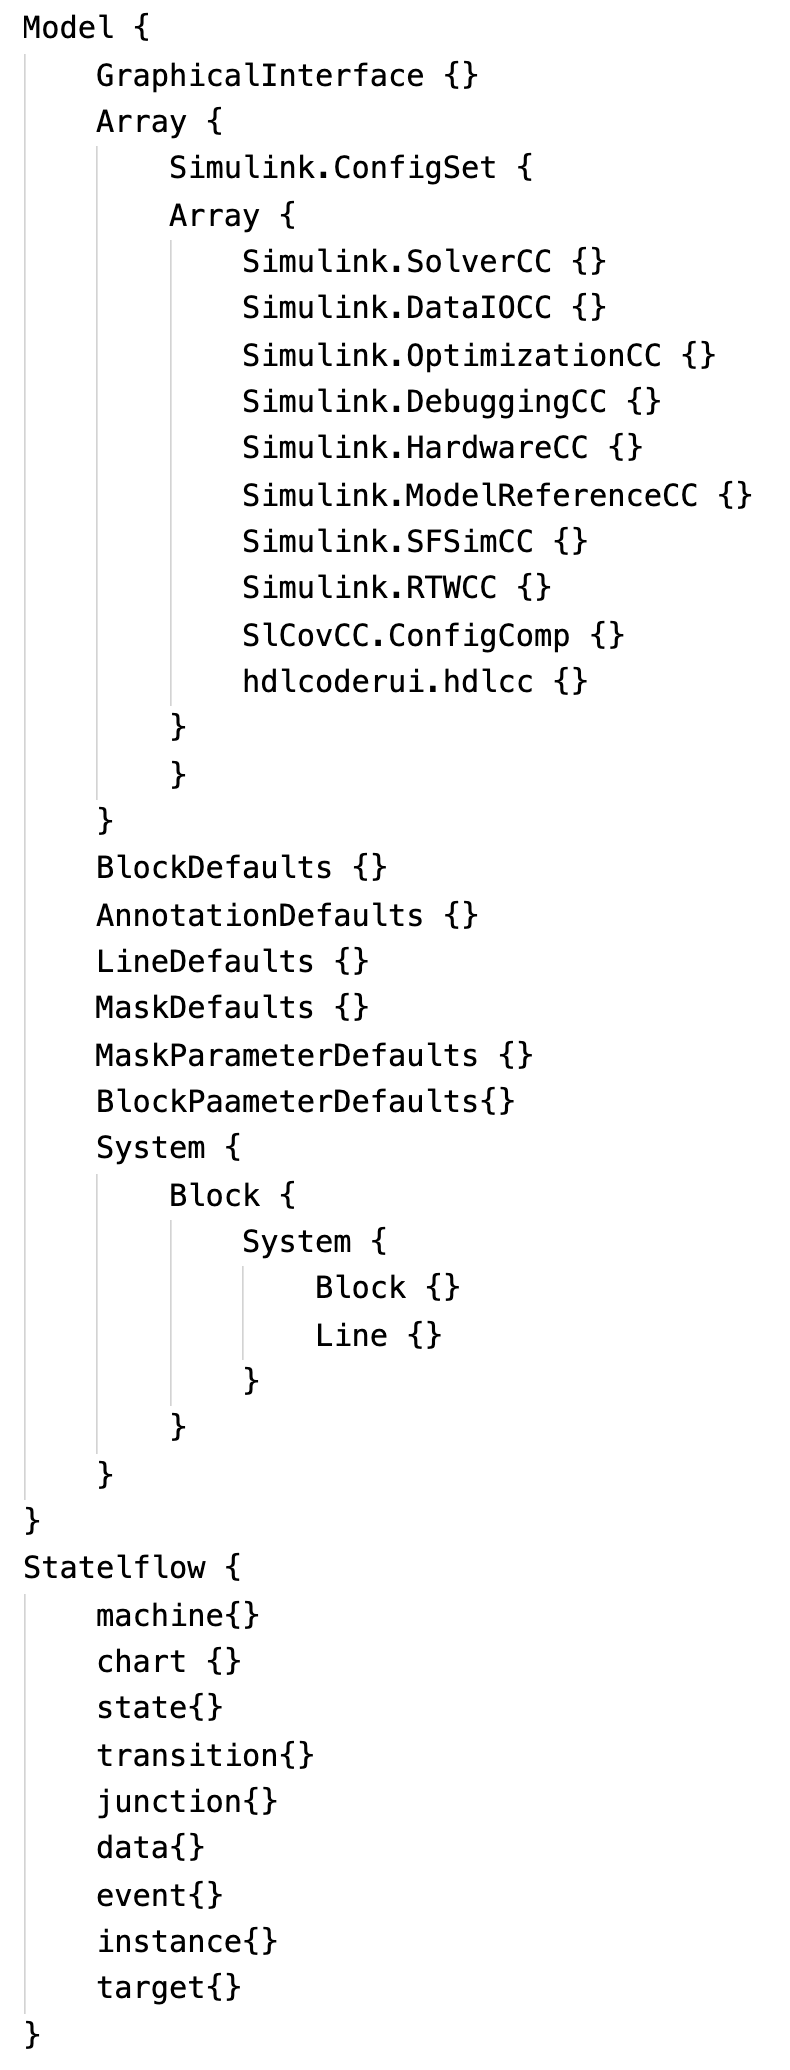 Model {
GraphicalInterface {}
Array {
Simulink.ConfigSet {
Array {
Simulink.SolverCC {}
Simulink.DataIOCC {}
Simulink.OptimizationCC {}
Simulink.DebuggingCC {}
Simulink.HardwareCC {}
Simulink.ModelReferenceCC {}
Simulink.SFSimCC {}
Simulink.RTWCC {}
SlCovCC.ConfigComp {}
hdlcoderui.hdlcc {}
}
}
}
BlockDefaults {}
AnnotationDefaults {}
LineDefaults {}
MaskDefaults {}
MaskParameterDefaults {}
BlockPaameterDefaults{}
System {
Block {
System {
Block {}
Line {}
}
}
}
}
Statelflow {
machine{}
chart {}
state{}
transition{}
junction{}
data{}
event{}
instance{}
target{}
}